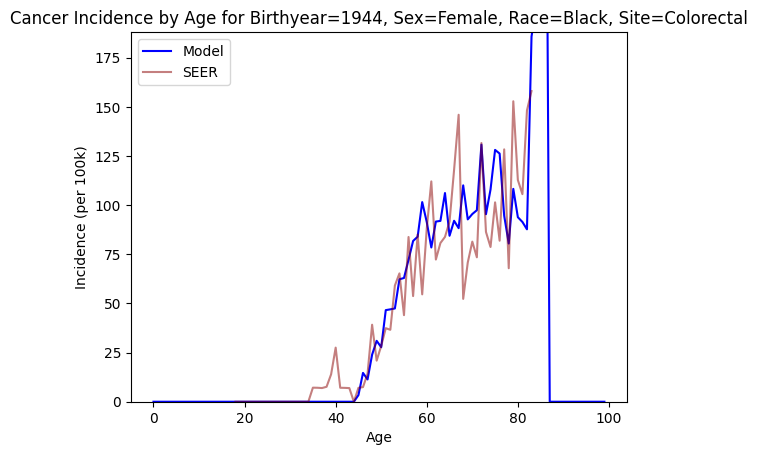 Cancer Incidence by Age for Birthyear=1944, Sex=Female, Race=Black, Site=Colorectal
Model
SEER
175
150
125
100
75
50
25
0
Incidence (per 100k)
0 20 40 60 80 100
Age